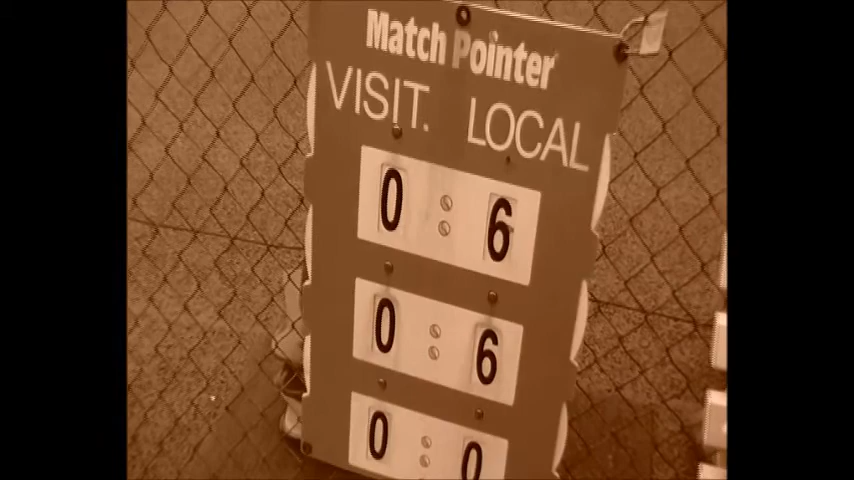 Match Pointer
VISIT. LOCAL
0 : 6
0 : 6
0 : 0